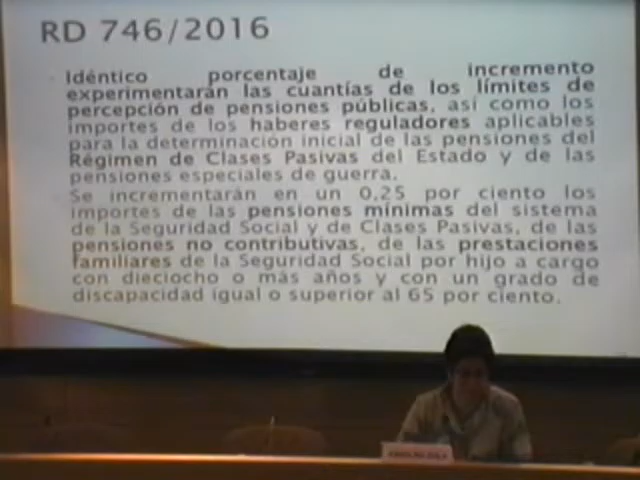 RD 746/2016
Idéntico porcentaje de incremento
experimentarán las cuantías de los límites de
percepción de pensiones públicas, así como los
importes de los haberes reguladores aplicables
para la determinación inicial de las pensiones del
Régimen de Clases Pasivas del Estado y de las
pensiones especiales de guerra.
Se incrementarán en un 0,25 por ciento los
importes de las pensiones mínimas del sistema
de la Seguridad Social y de Clases Pasivas, de las
pensiones no contributivas, de las prestaciones
familiares de la Seguridad Social por hijo a cargo
con dieciocho o más años y con un grado de
discapacidad igual o superior al 65 por ciento.